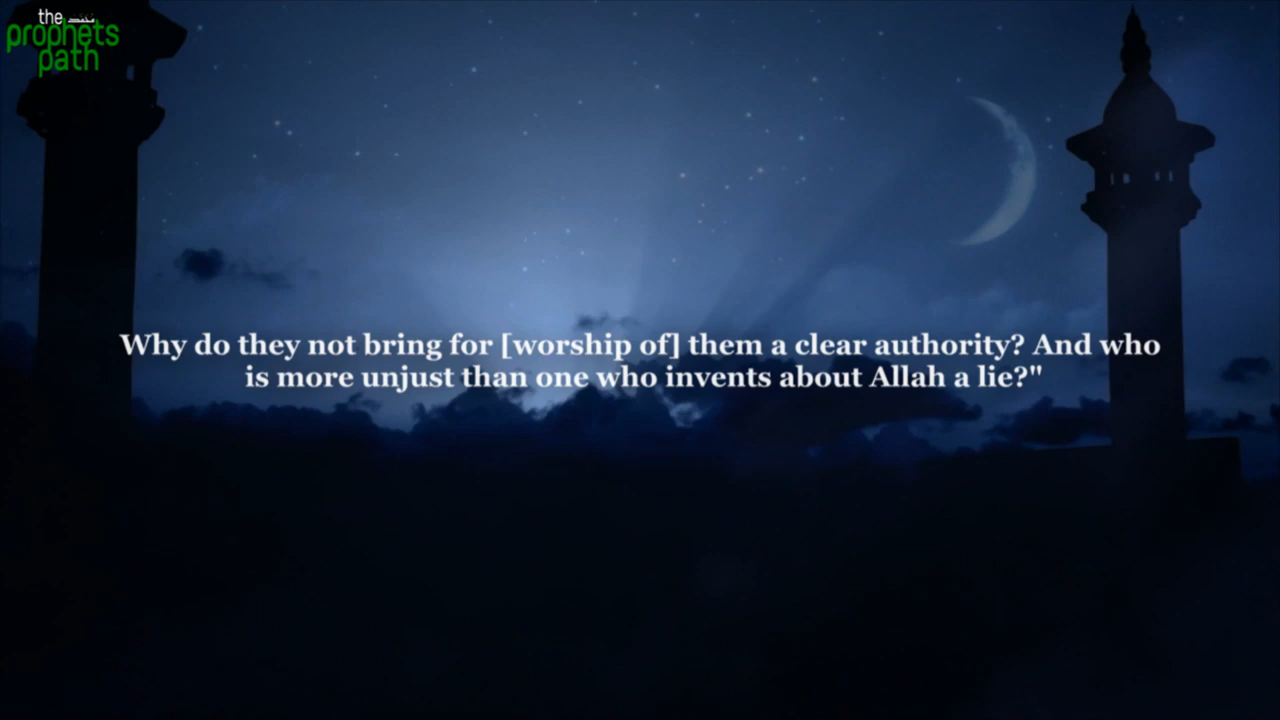 the
prophets
path
Why do they not bring for [worship of] them a clear authority? And who
is more unjust than one who invents about Allah a lie?"